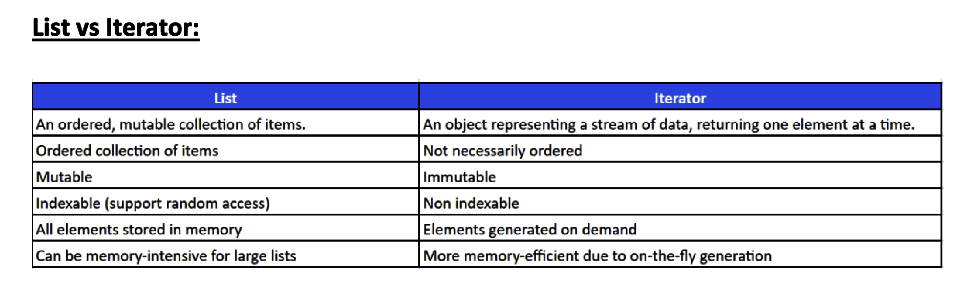 List vs Iterator:
List Iterator
An ordered, mutable collection of items. An object representing a stream of data, returning one element at a time.
Ordered collection of items Not necessarily ordered
Mutable Immutable
Indexable (support random access) Non indexable
All elements stored in memory Elements generated on demand
Can be memory-intensive for large lists More memory-efficient due to on-the-fly generation